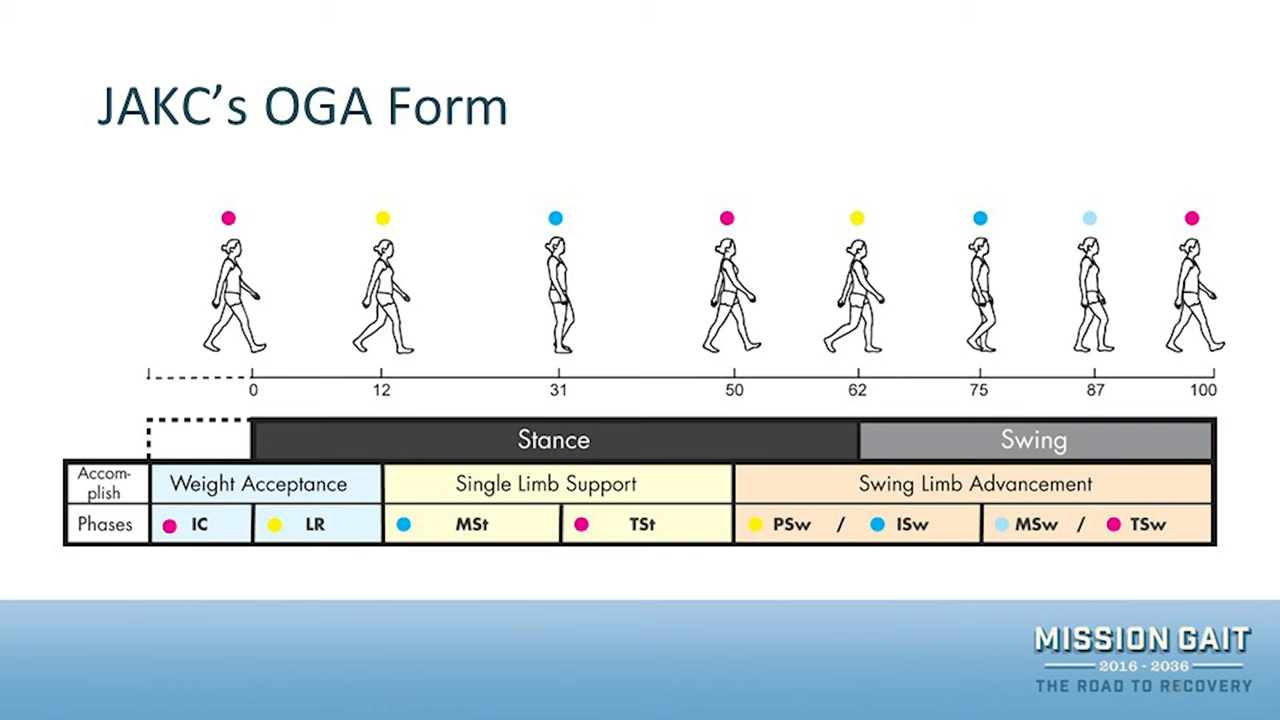 JAKC's OGA Form
0 12 31 50 62 75 87 100
Stance Swing
Accom-
plish
Weight Acceptance Single Limb Support Swing Limb Advancement
Phases IC LR MSt TSt PSw / ISw MSw / TSw
MISSION GAIT
2016 - 2036
THE ROAD TO RECOVERY